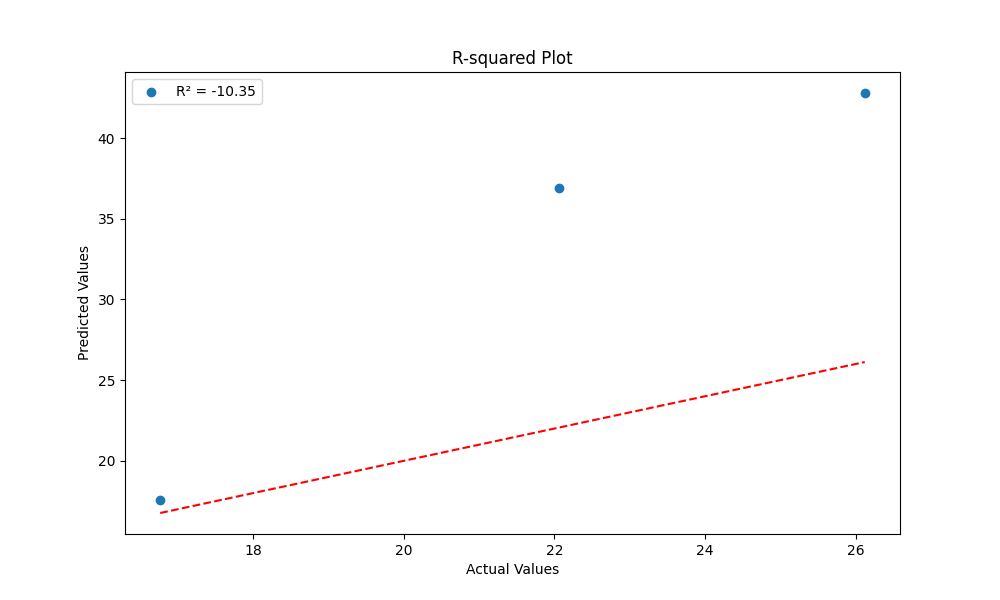 R-squared Plot
R² = -10.35
40
35
30
25
20
Predicted Values
18 20 22 24 26
Actual Values